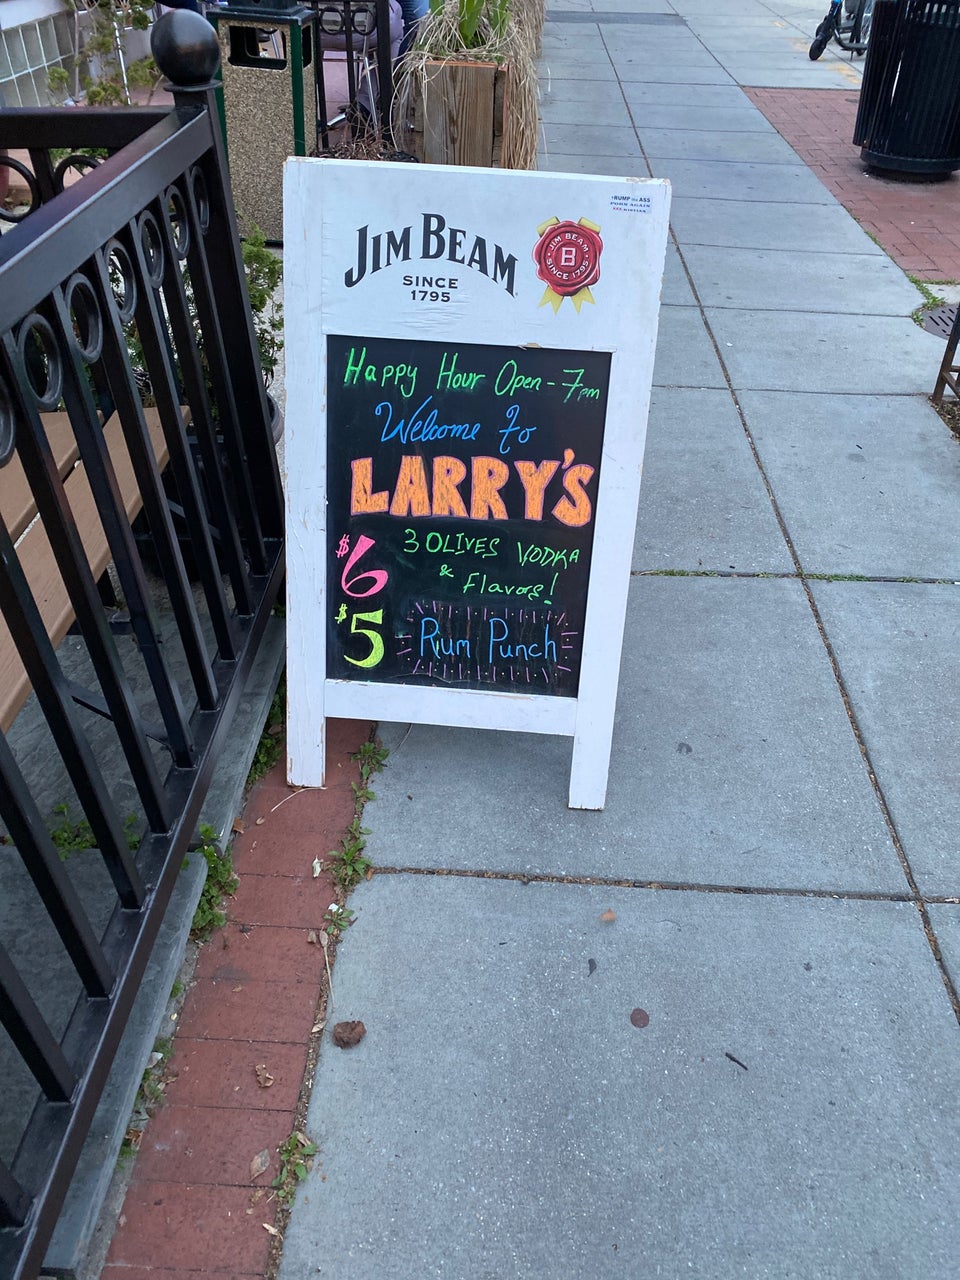 JIM BEAM
SINCE
1795
JIM BEAM
B
SINCE 1795
Happy Hour Open - 7pm
Welcome to
LARRY'S
$6 3 OLIVES VODKA
& Flavors!
$5 Rum Punch